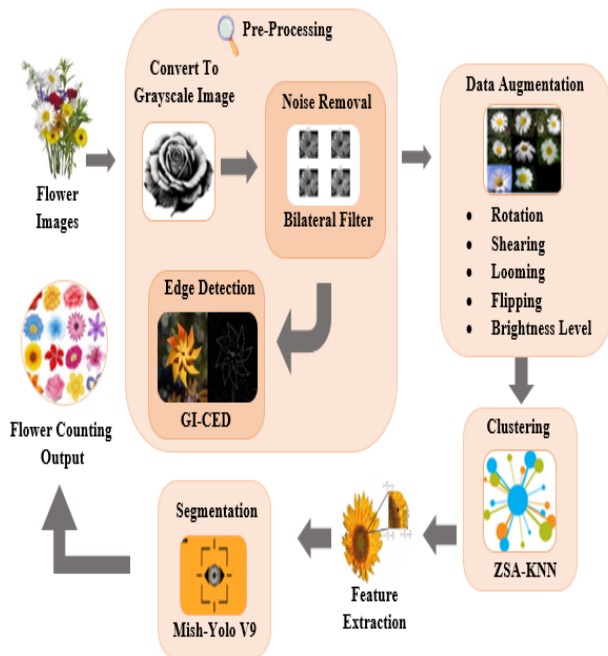 Pre-Processing
Convert To
Grayscale Image
Noise Removal
Bilateral Filter
Flower
Images
Edge Detection
GI-CED
Data Augmentation
• Rotation
• Shearing
• Looming
• Flipping
• Brightness Level
Clustering
ZSA-KNN
Feature
Extraction
Segmentation
Mish-Yolo V9
Flower Counting
Output